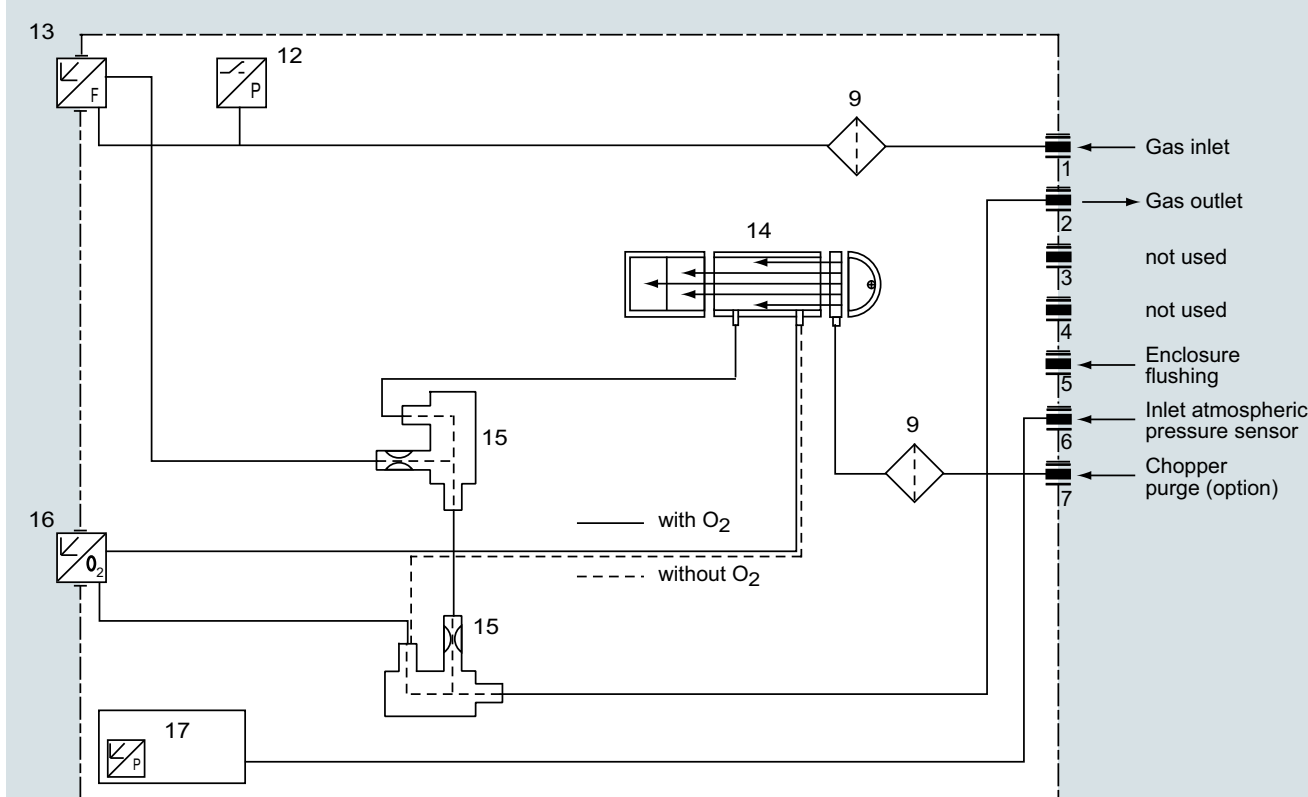 13
12
F
P
9
Gas inlet
1
Gas outlet
2
14
not used
3
not used
4
Enclosure
flushing
5
Inlet atmospheric
pressure sensor
6
9
15
Chopper
purge (option)
7
16
with O2
O2
without O2
15
17
P